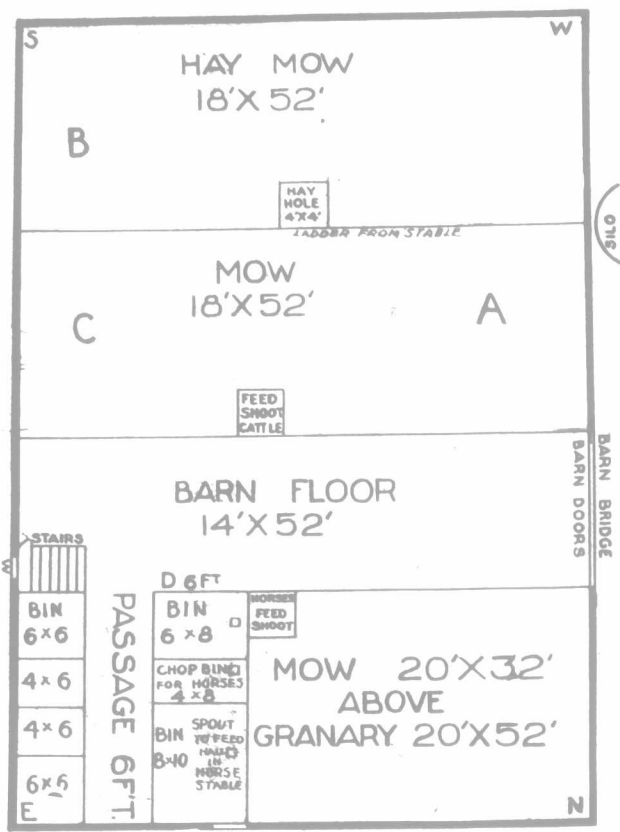 S
W
HAY MOW
18'X 52'
B
HAY
HOLE
4'X4'
LADDER FROM STABLE
SILO
MOW
18'X52'
C
A
FEED
SHOOT
CATTLE
BARN FLOOR
14'X52'
BARN DOORS
BARN BRIDGE
STAIRS
W
D 6FT
BIN
6×6
4×6
4×6
6×6
E
PASSAGE 6FT.
BIN
6×8
CHOP BIN
FOR HORSES
4×8
BIN
8×10
SPOUT
TO FEED
IN
HORSE
STABLE
HORSES
FEED
SHOOT
MOW 20'X32'
ABOVE
GRANARY 20'X52'
N